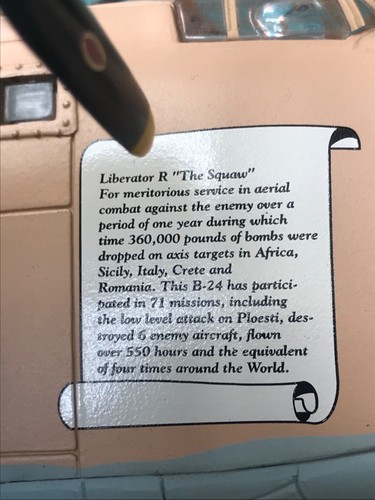 Liberator R "The Squaw"
For meritorious service in aerial
combat against the enemy over a
period of one year during which
time 360,000 pounds of bombs were
dropped on axis targets in Africa,
Sicily, Italy, Crete and
Romania. This B-24 has partici-
pated in 71 missions, including
the low level attack on Ploesti, des-
troyed 6 enemy aircraft, flown
over 550 hours and the equivalent
of four times around the World.